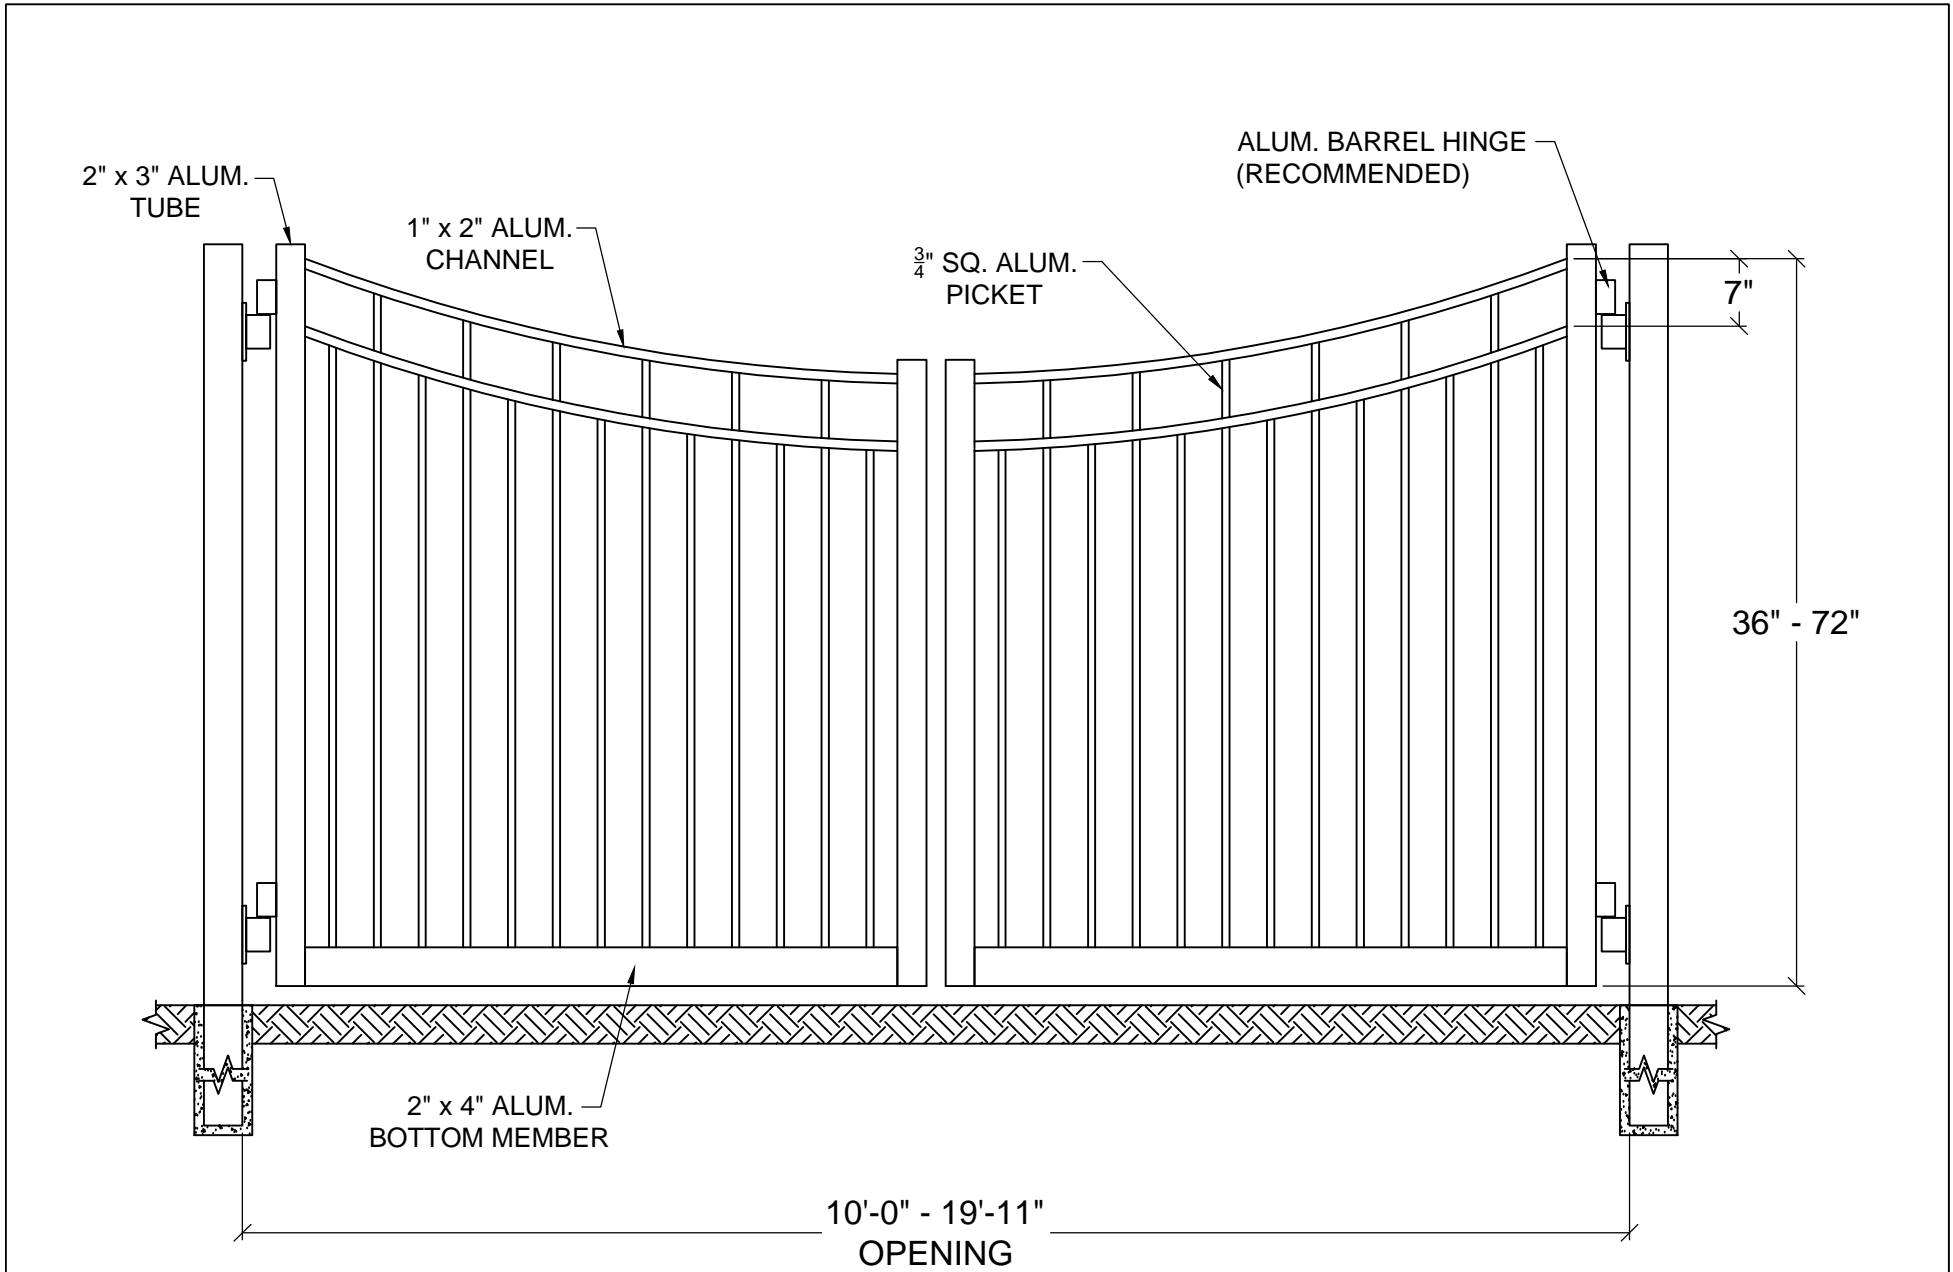 ALUM. BARREL HINGE
(RECOMMENDED)
2" x 3" ALUM.
TUBE
1" x 2" ALUM.
CHANNEL
3/4" SQ. ALUM.
PICKET
7"
36" - 72"
2" x 4" ALUM.
BOTTOM MEMBER
10'-0" - 19'-11"
OPENING